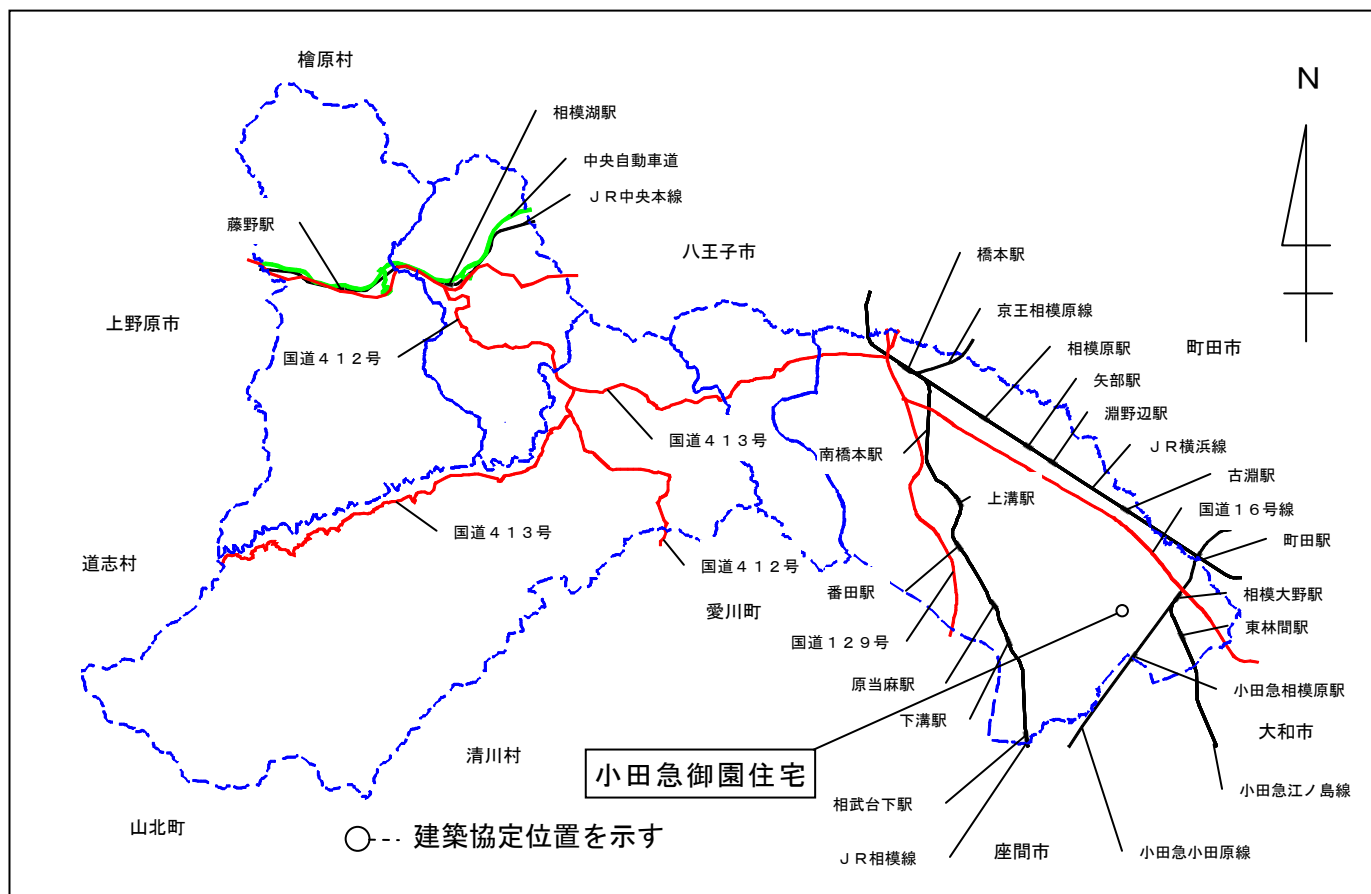 檜原村
N
相模湖駅
中央自動車道
ＪＲ中央本線
藤野駅
八王子市
橋本駅
京王相模原線
上野原市
相模原駅
町田市
国道４１２号
矢部駅
淵野辺駅
国道４１３号
ＪＲ横浜線
南橋本駅
古淵駅
上溝駅
国道１６号線
国道４１３号
町田駅
道志村
国道４１２号
番田駅
相模大野駅
愛川町
東林間駅
国道１２９号
原当麻駅
小田急相模原駅
下溝駅
大和市
清川村
小田急御園住宅
小田急江ノ島線
相武台下駅
山北町
建築協定位置を示す
座間市
小田急小田原線
ＪＲ相模線